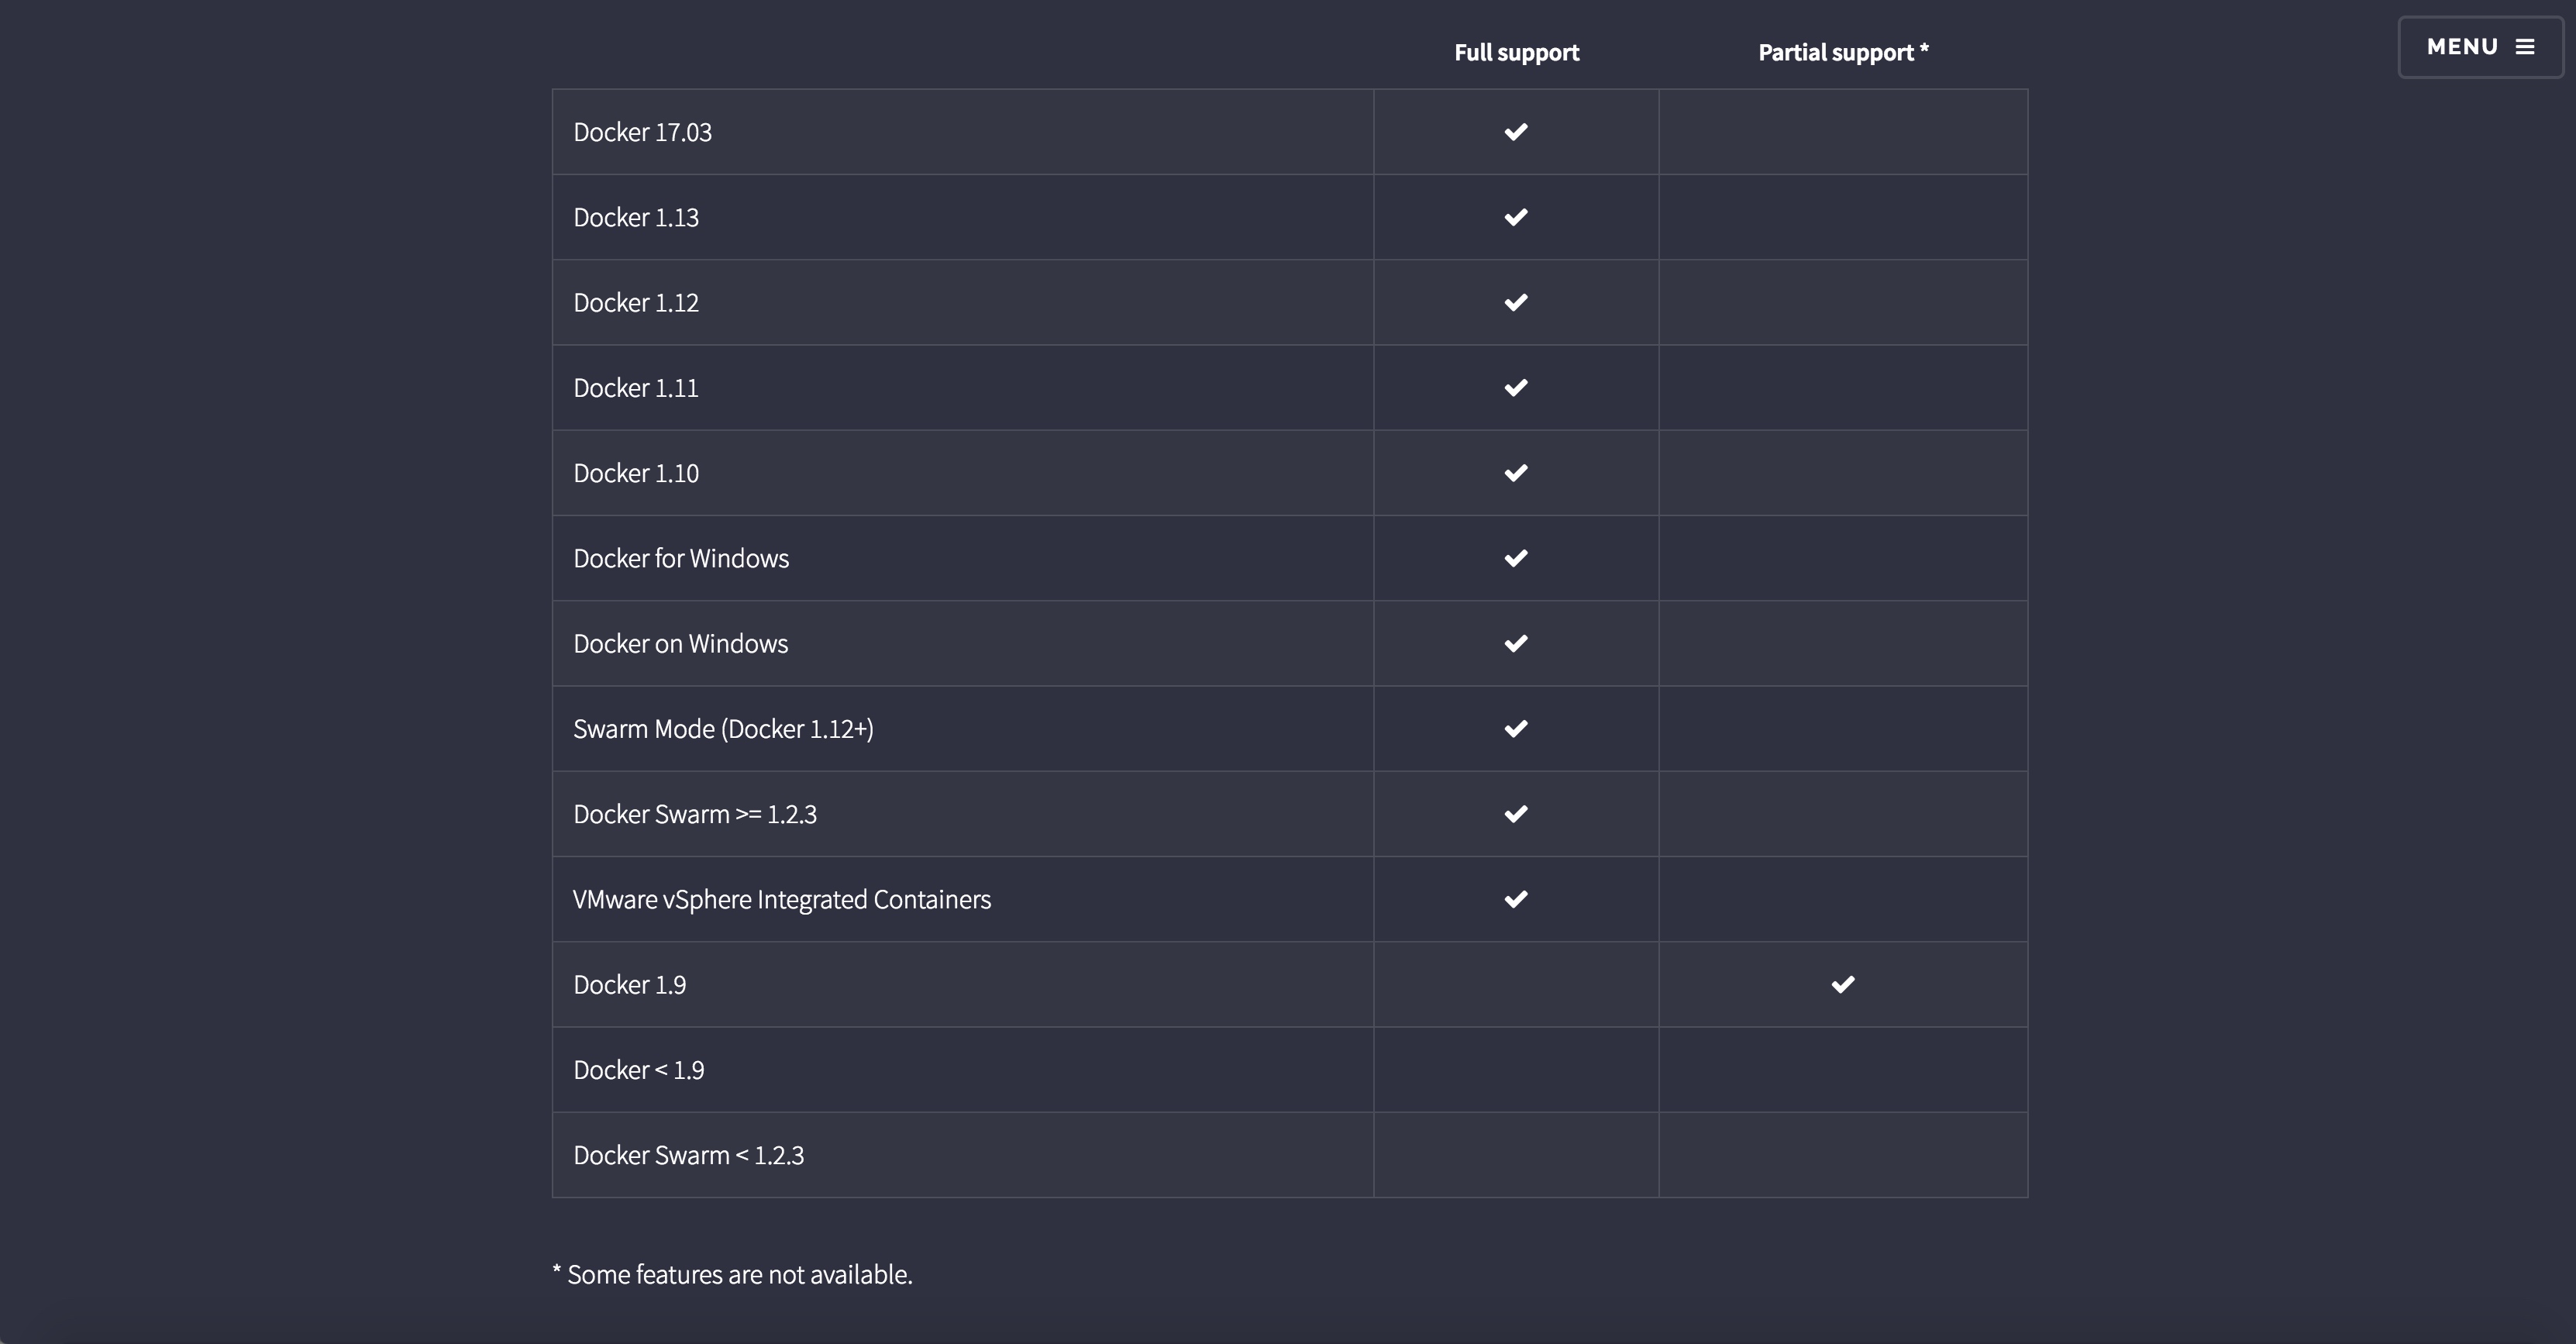 MENU
Full support Partial support *
Docker 17.03
Docker 1.13
Docker 1.12
Docker 1.11
Docker 1.10
Docker for Windows
Docker on Windows
Swarm Mode (Docker 1.12+)
Docker Swarm >= 1.2.3
VMware vSphere Integrated Containers
Docker 1.9
Docker < 1.9
Docker Swarm < 1.2.3
* Some features are not available.